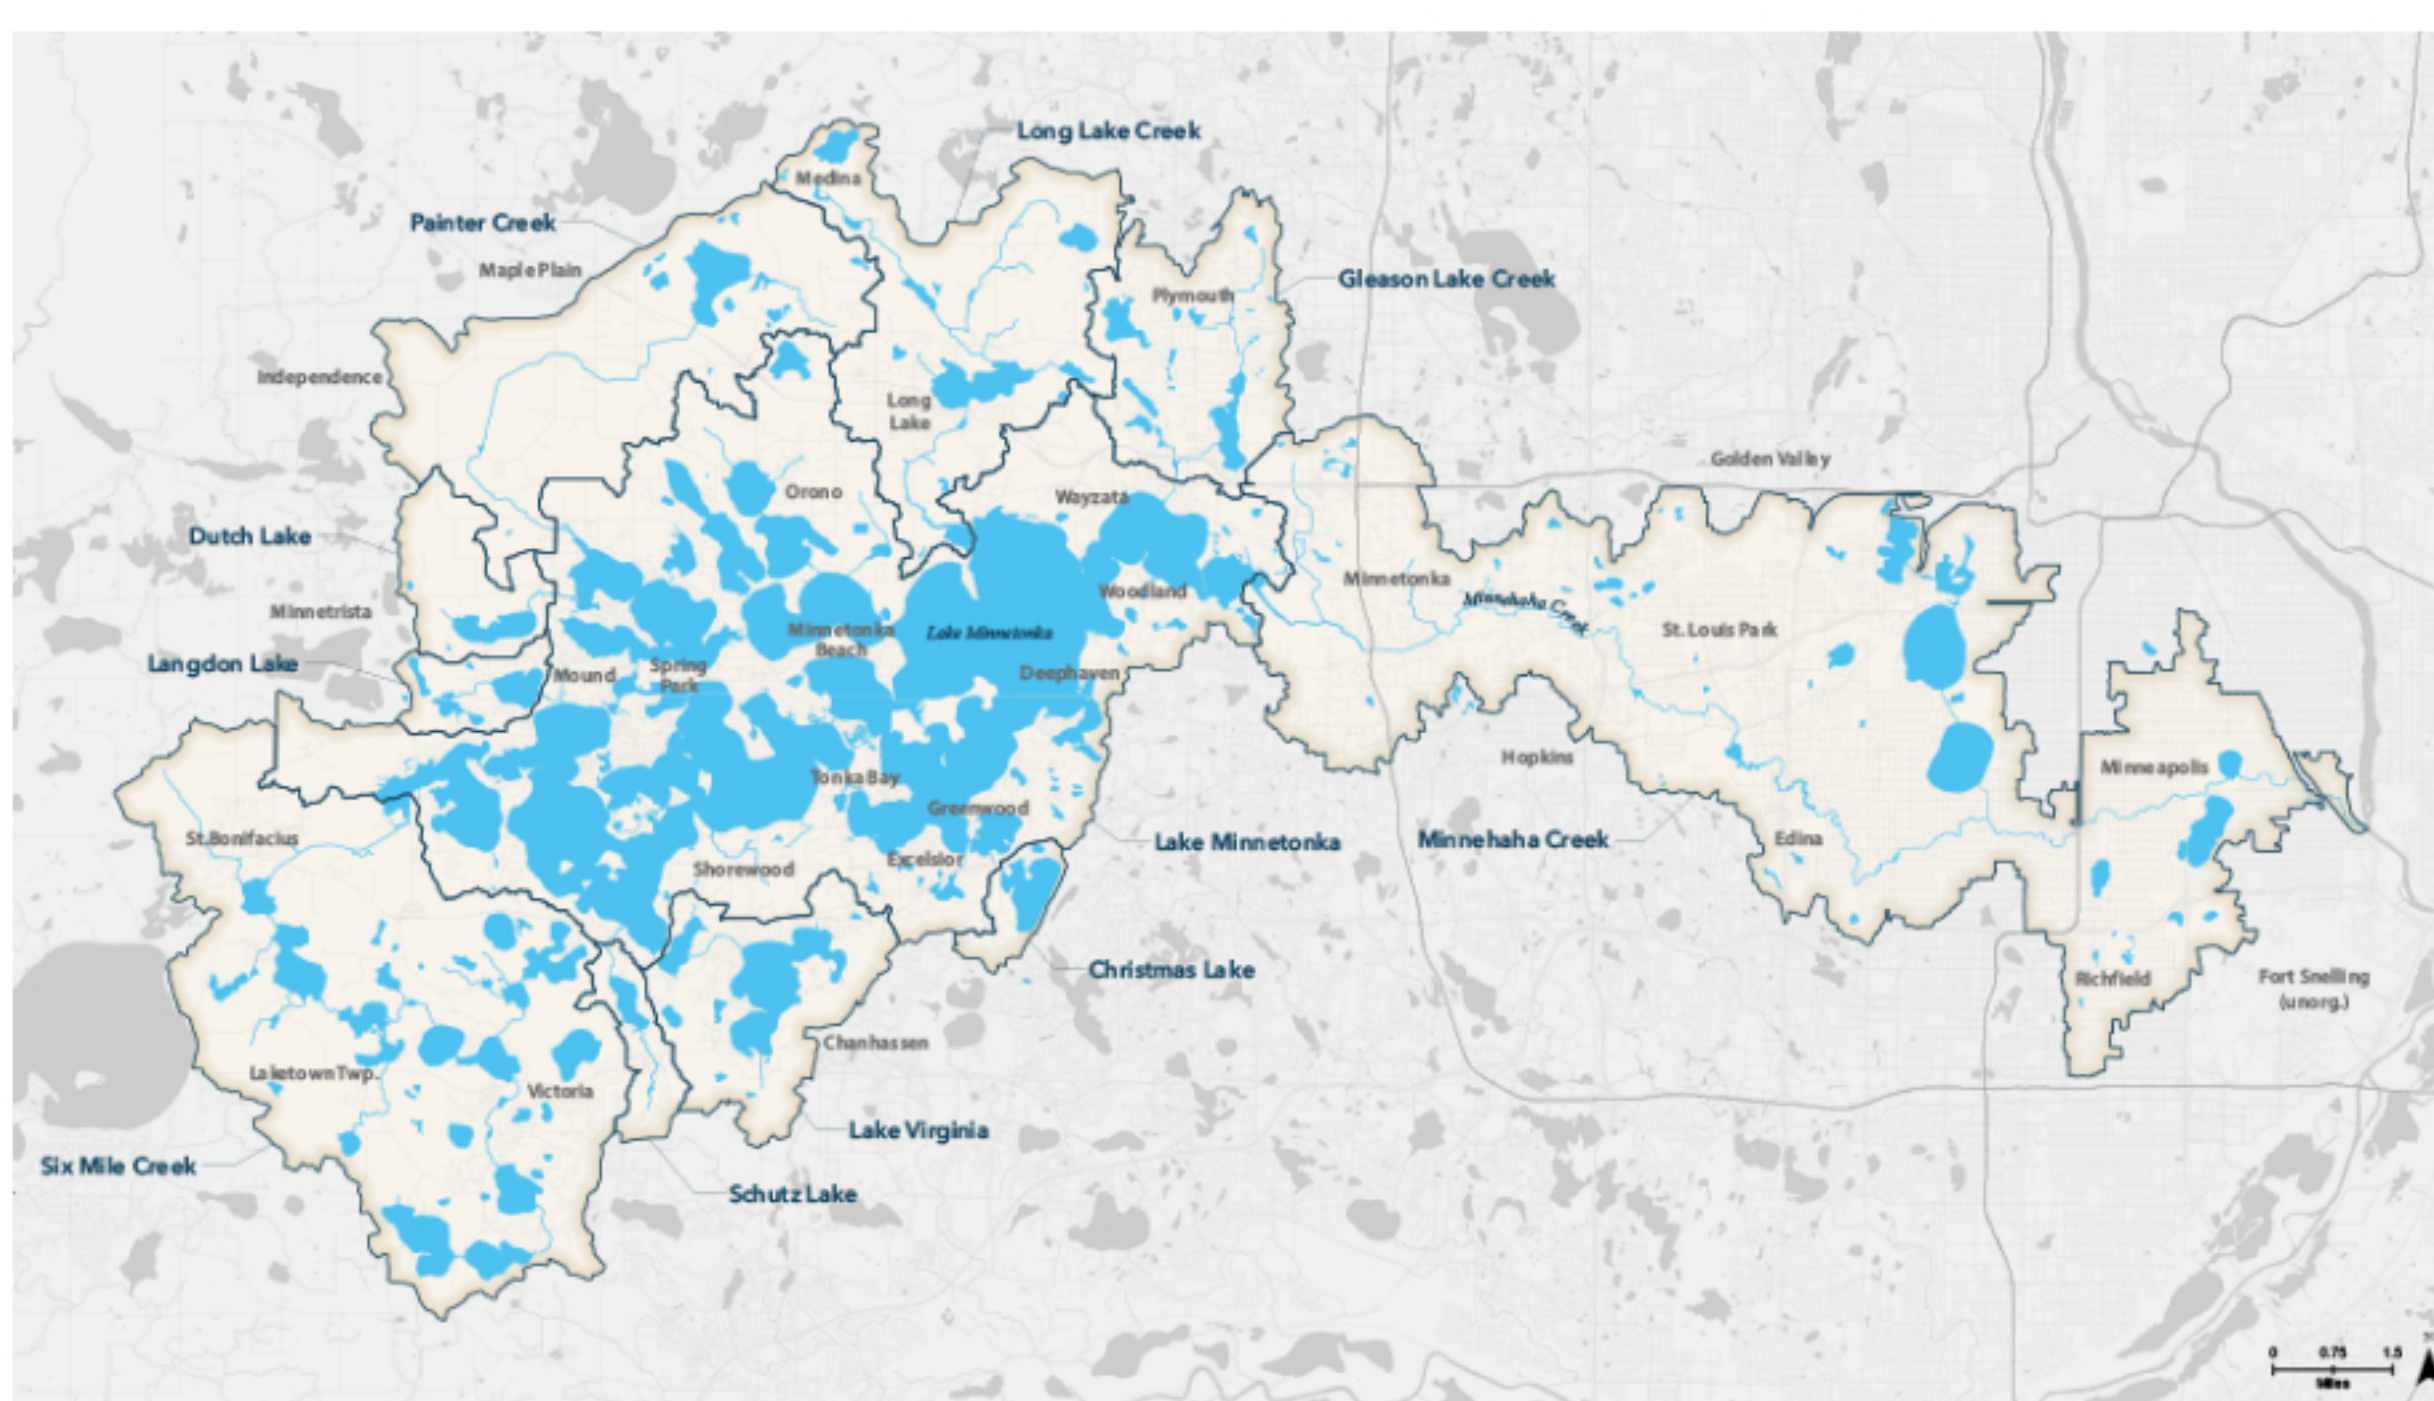 Long Lake Creek
Medina
Painter Creek
Maple Plain
Gleason Lake Creek
Plymouth
Independence
Long
Lake
Golden Valley
Orono
Wayzata
Dutch Lake
Minnetonka
Woodland
Minnehaha Creek
Minnetrista
Minnetonka
Beach
Lake Minnetonka
St. Louis Park
Langdon Lake
Mound
Spring
Park
Deephaven
Hopkins
Minneapolis
Tonka Bay
Greenwood
St. Bonifacius
Lake Minnetonka
Minnehaha Creek
Edina
Shorewood
Excelsior
Christmas Lake
Richfield
Fort Snelling
(unorg.)
Chanhassen
Laketown Twp.
Victoria
Lake Virginia
Six Mile Creek
Schutz Lake
0 0.75 1.5
Miles